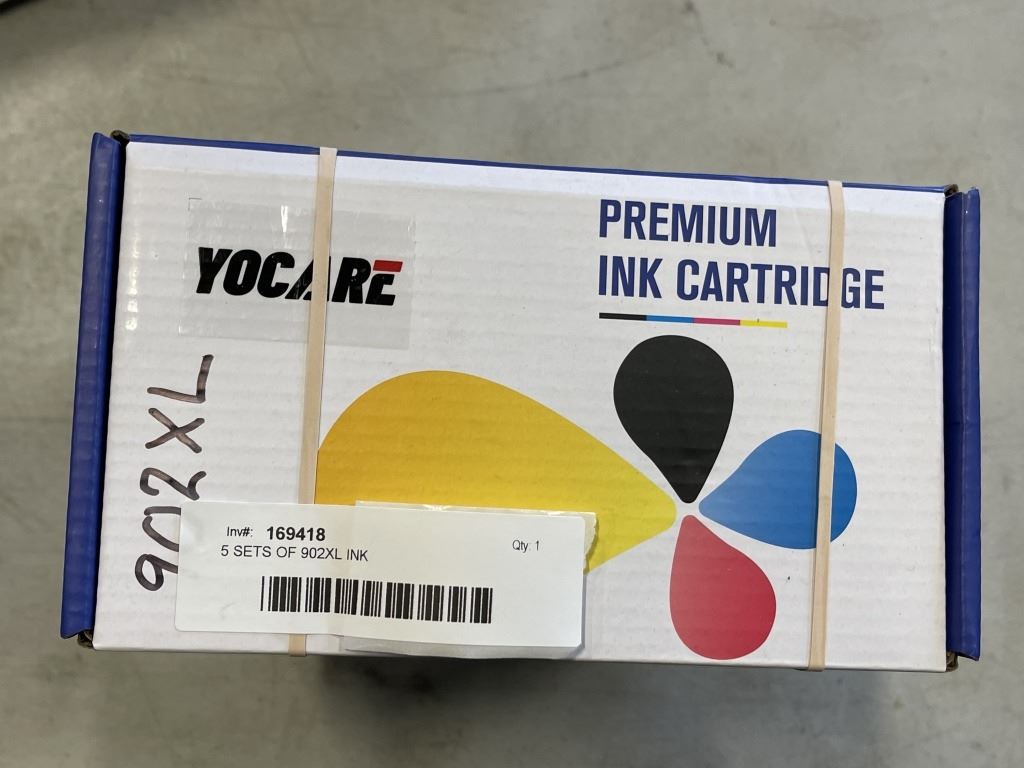 YOCARE
PREMIUM
INK CARTRIDGE
902XL
Inv#: 169418
Qty: 1
5 SETS OF 902XL INK